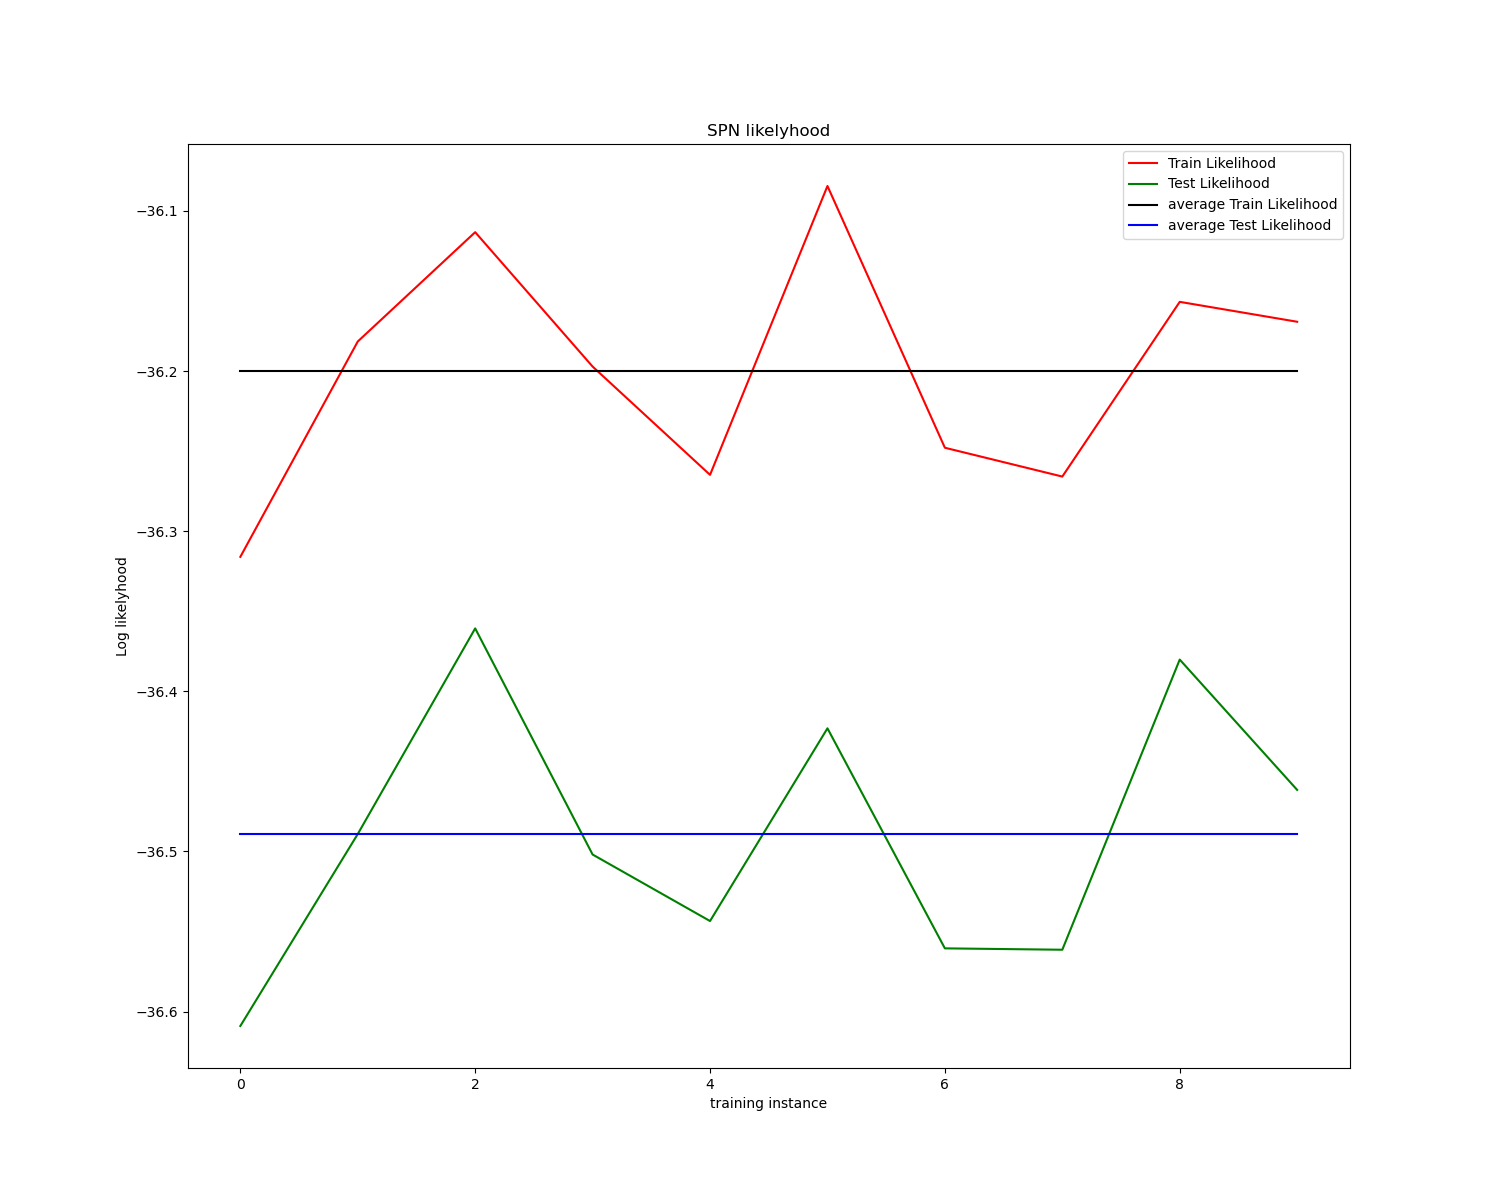 SPN likelyhood
Train Likelihood
Test Likelihood
average Train Likelihood
average Test Likelihood
−36.1
−36.2
−36.3
−36.4
−36.5
−36.6
Log likelyhood
0 2 4 6 8
training instance